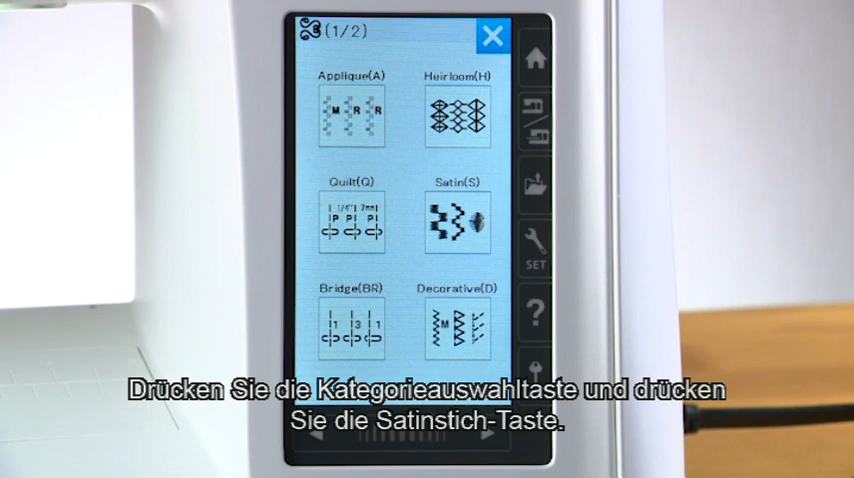 (1/2)
Applique(A) Heirloom(H)
M R R
Quilt(Q) Satin(S)
1/4" 7mm
P P P
Bridge(BR) Decorative(D)
1 3 1 M
SET
?
Drücken Sie die Kategorieauswahltaste und drücken
Sie die Satinstich-Taste.